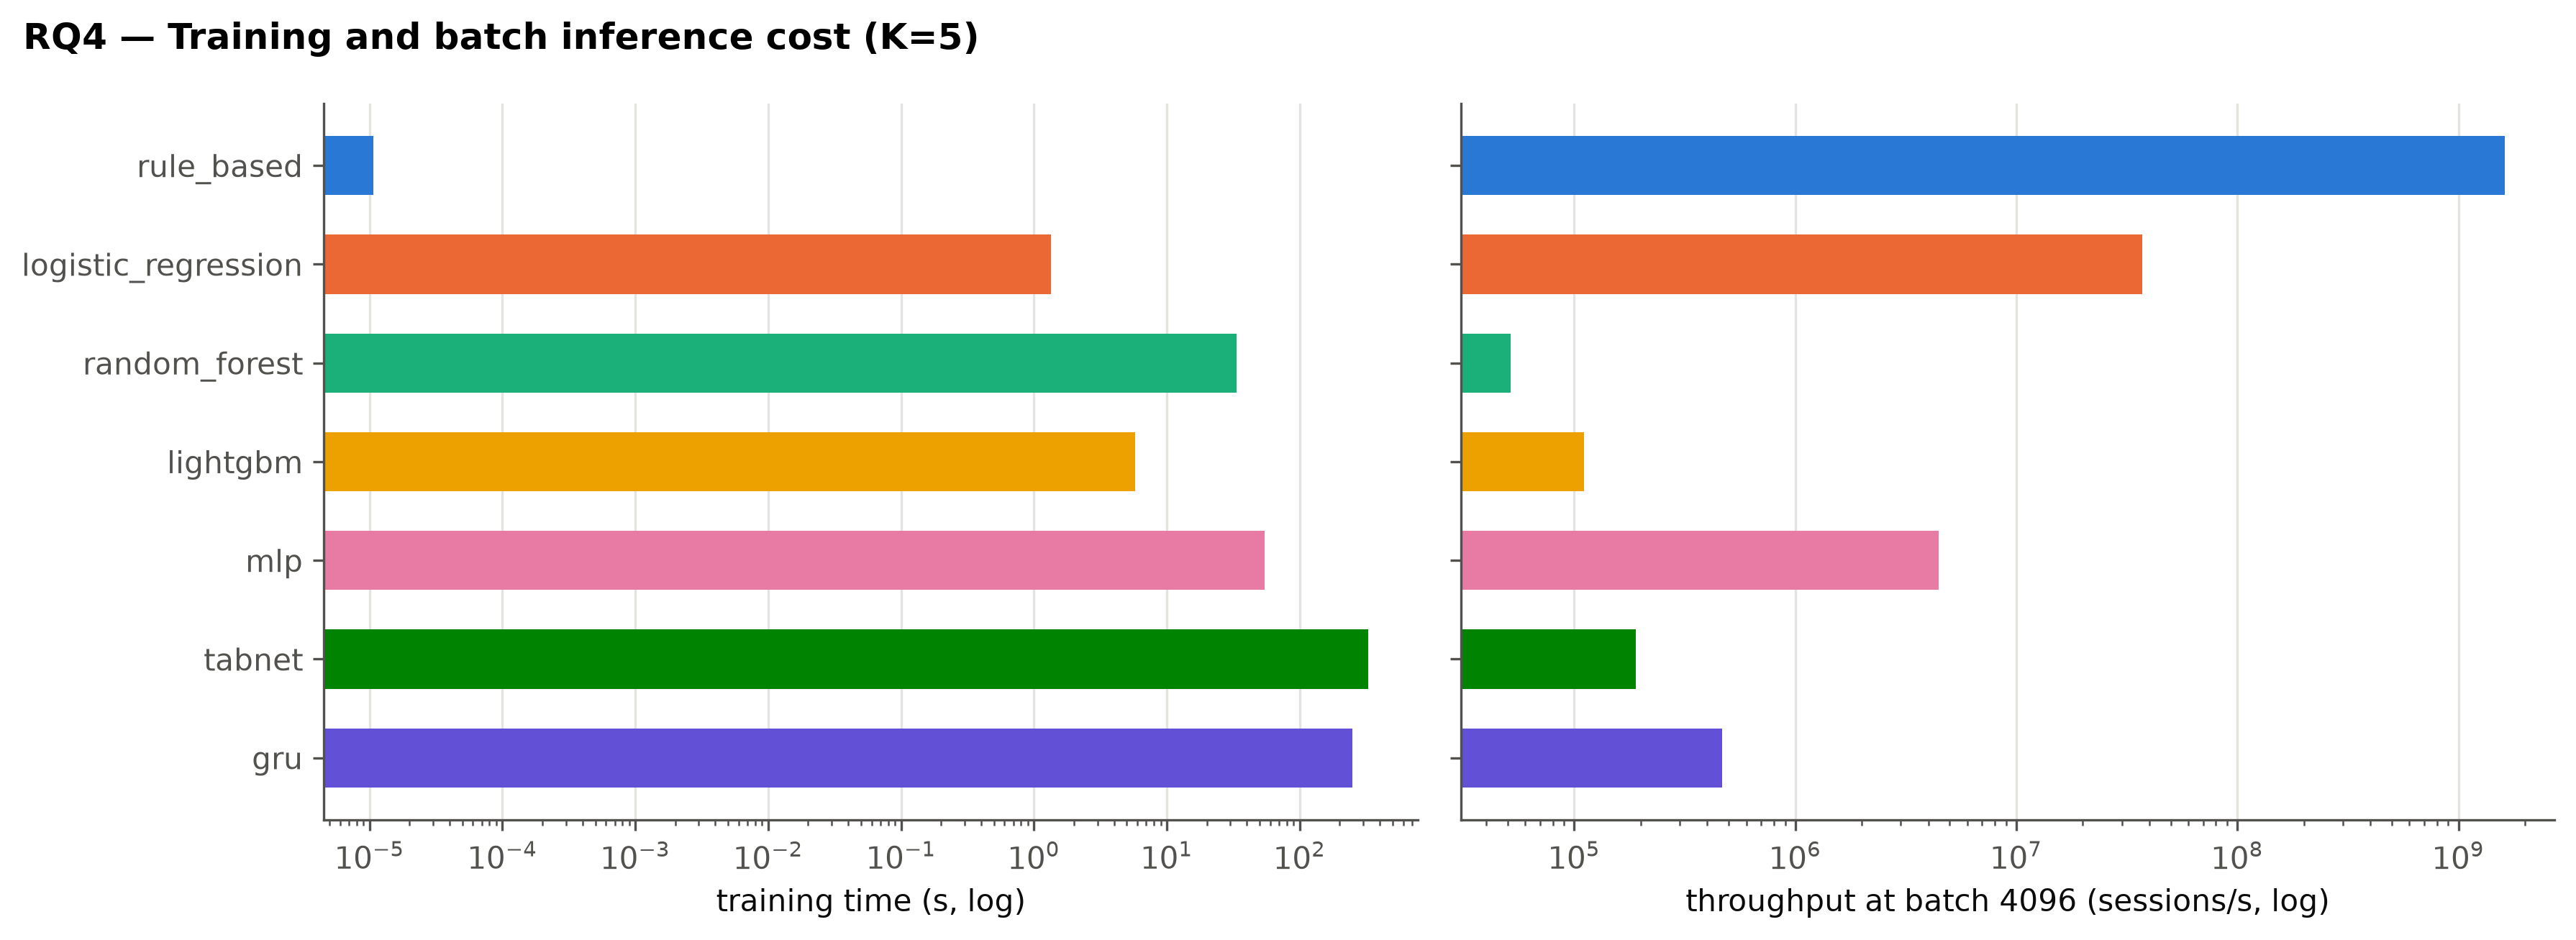 RQ4 — Training and batch inference cost (K=5)
rule_based
logistic_regression
random_forest
lightgbm
mlp
tabnet
gru
10⁻⁵ 10⁻⁴ 10⁻³ 10⁻² 10⁻¹ 10⁰ 10¹ 10²
training time (s, log)
10⁵ 10⁶ 10⁷ 10⁸ 10⁹
throughput at batch 4096 (sessions/s, log)